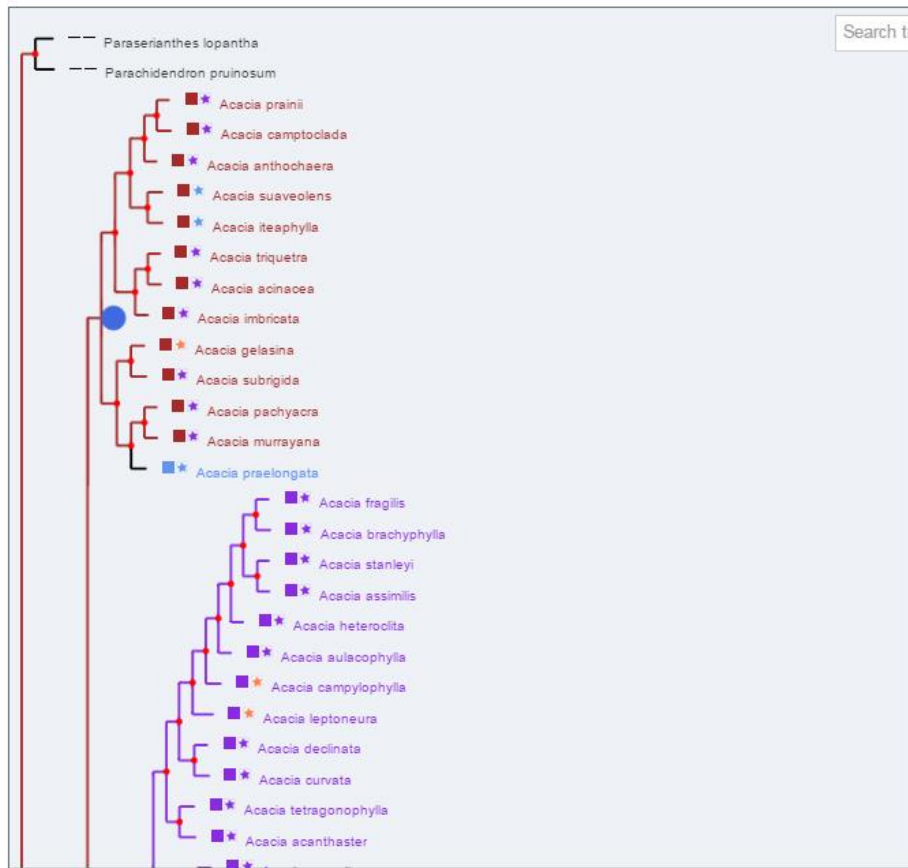 Search t
Paraserianthes lopantha
Parachidendron pruinosum
Acacia prainii
Acacia camptoclada
Acacia anthochaera
Acacia suaveolens
Acacia iteaphylla
Acacia triquetra
Acacia acinacea
Acacia imbricata
Acacia gelasina
Acacia subrigida
Acacia pachyacra
Acacia murrayana
Acacia praelongata
Acacia fragilis
Acacia brachyphylla
Acacia stanleyi
Acacia assimilis
Acacia heteroclita
Acacia aulacophylla
Acacia campylophylla
Acacia leptoneura
Acacia declinata
Acacia curvata
Acacia tetragonophylla
Acacia acanthaster